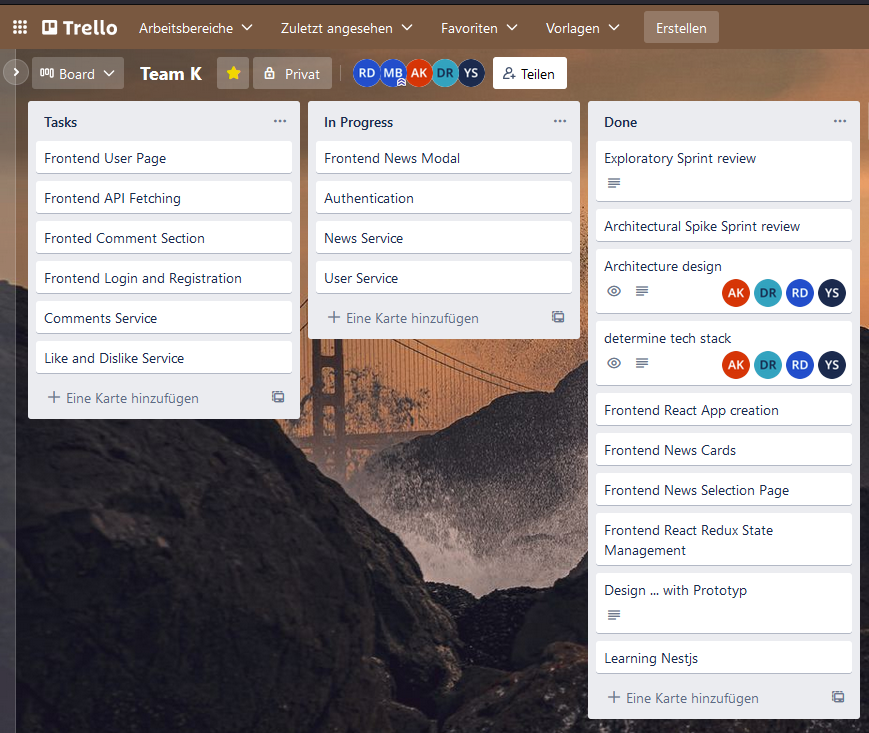 Trello Arbeitsbereiche Zuletzt angesehen Favoriten Vorlagen Erstellen
Board Team K Privat RD MB AK DR YS Teilen
Tasks
Frontend User Page
Frontend API Fetching
Fronted Comment Section
Frontend Login and Registration
Comments Service
Like and Dislike Service
Eine Karte hinzufügen
In Progress
Frontend News Modal
Authentication
News Service
User Service
Eine Karte hinzufügen
Done
Exploratory Sprint review
Architectural Spike Sprint review
Architecture design
AK DR RD YS
determine tech stack
AK DR RD YS
Frontend React App creation
Frontend News Cards
Frontend News Selection Page
Frontend React Redux State
Management
Design ... with Prototyp
Learning Nestjs
Eine Karte hinzufügen